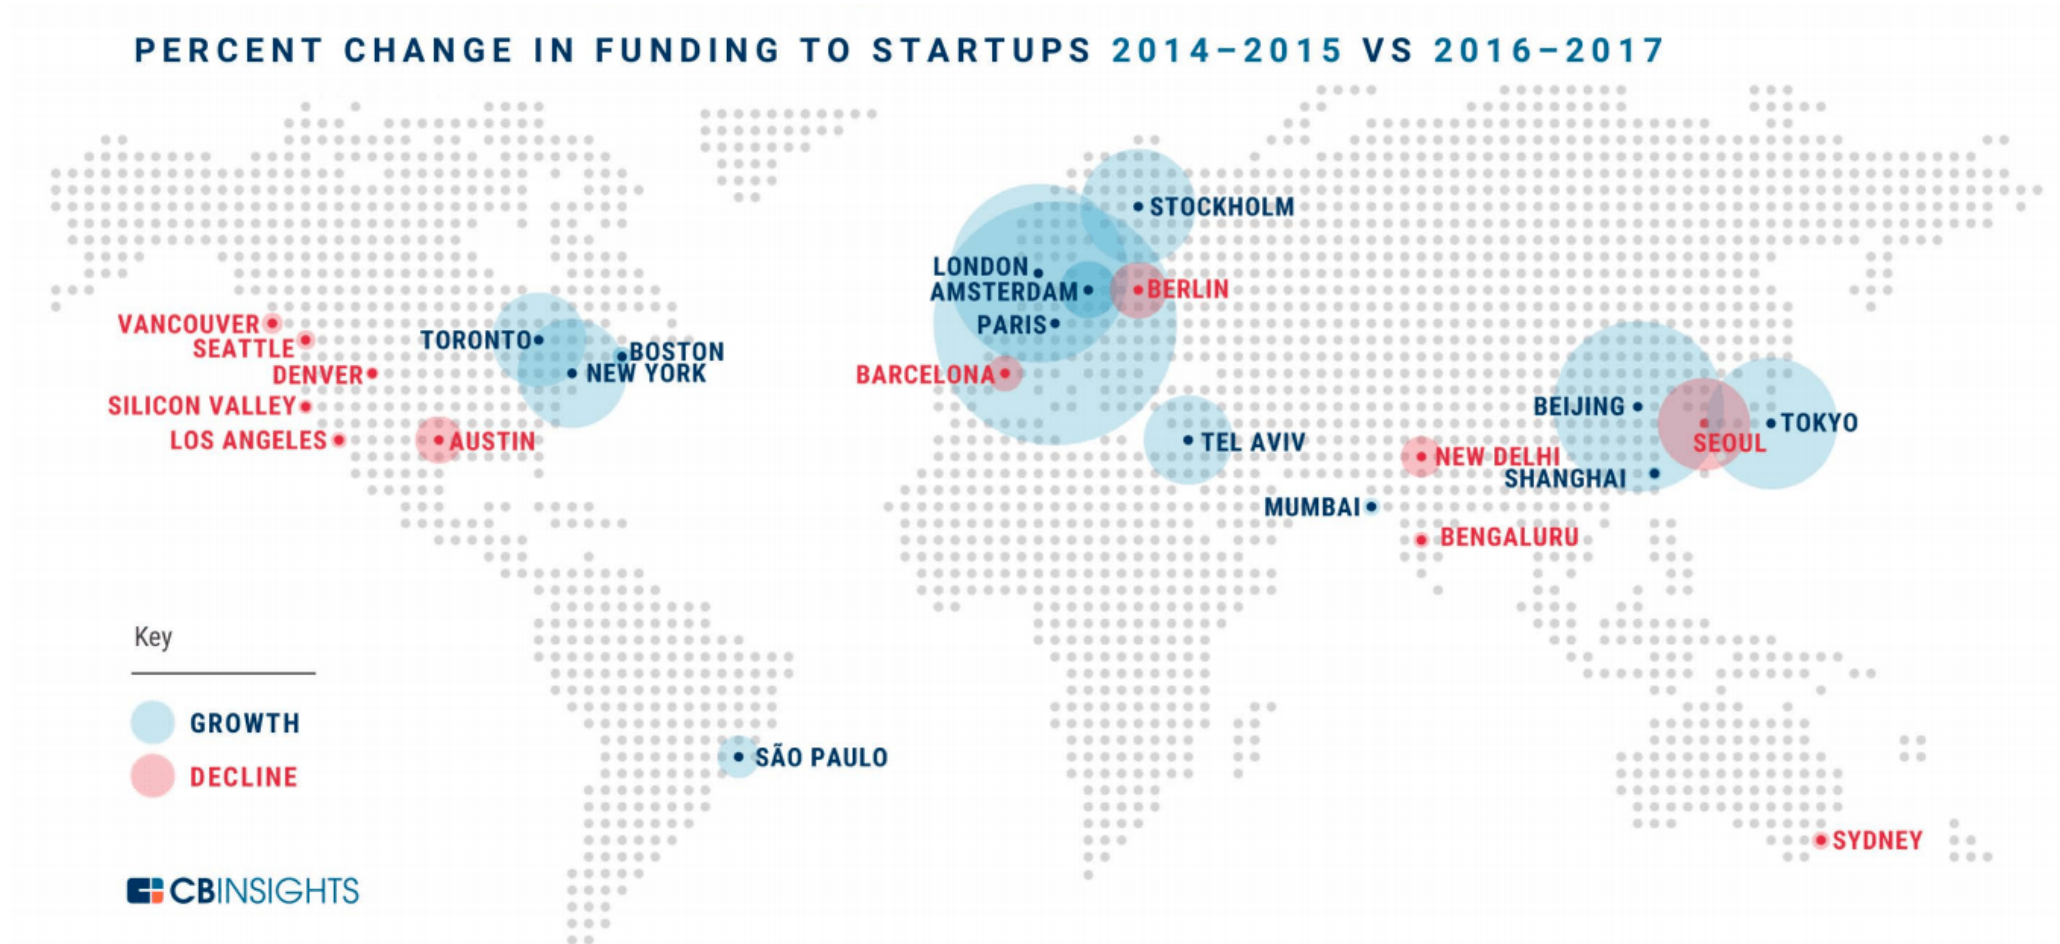 PERCENT CHANGE IN FUNDING TO STARTUPS 2014–2015 VS 2016–2017
STOCKHOLM
LONDON
AMSTERDAM
BERLIN
PARIS
BARCELONA
VANCOUVER
SEATTLE
DENVER
SILICON VALLEY
LOS ANGELES
AUSTIN
TORONTO
BOSTON
NEW YORK
TEL AVIV
BEIJING
TOKYO
SEOUL
NEW DELHI
SHANGHAI
MUMBAI
BENGALURU
SÃO PAULO
SYDNEY
Key
GROWTH
DECLINE
CBINSIGHTS